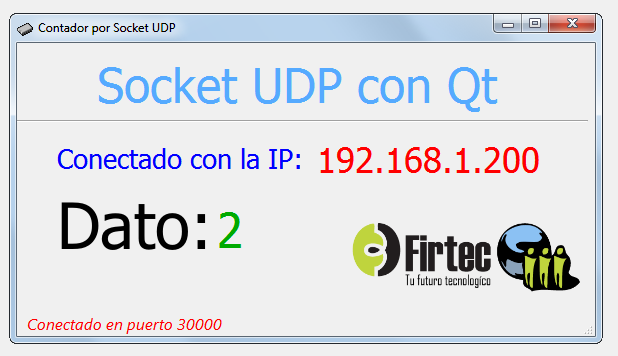 Contador por Socket UDP
Socket UDP con Qt
Conectado con la IP: 192.168.1.200
Dato: 2
Firtec
Tu futuro tecnológico
Conectado en puerto 30000